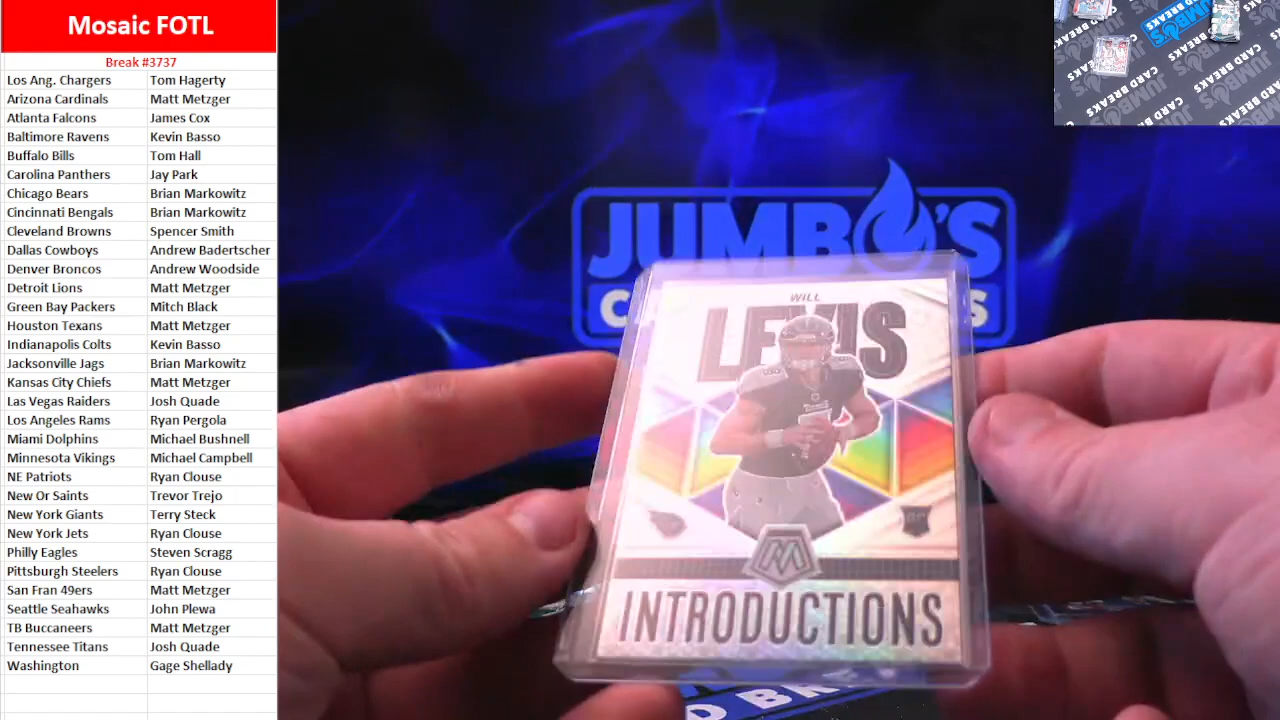 Mosaic FOTL
Break #3737
Los Ang. Chargers Tom Hagerty
Arizona Cardinals Matt Metzger
Atlanta Falcons James Cox
Baltimore Ravens Kevin Basso
Buffalo Bills Tom Hall
Carolina Panthers Jay Park
Chicago Bears Brian Markowitz
Cincinnati Bengals Brian Markowitz
Cleveland Browns Spencer Smith
Dallas Cowboys Andrew Badertscher
Denver Broncos Andrew Woodside
Detroit Lions Matt Metzger
Green Bay Packers Mitch Black
Houston Texans Matt Metzger
Indianapolis Colts Kevin Basso
Jacksonville Jags Brian Markowitz
Kansas City Chiefs Matt Metzger
Las Vegas Raiders Josh Quade
Los Angeles Rams Ryan Pergola
Miami Dolphins Michael Bushnell
Minnesota Vikings Michael Campbell
NE Patriots Ryan Clouse
New Or Saints Trevor Trejo
New York Giants Terry Steck
New York Jets Ryan Clouse
Philly Eagles Steven Scragg
Pittsburgh Steelers Ryan Clouse
San Fran 49ers Matt Metzger
Seattle Seahawks John Plewa
TB Buccaneers Matt Metzger
Tennessee Titans Josh Quade
Washington Gage Shellady
JUMBO'S
WILL
LEVIS
M
INTRODUCTIONS
JUMBO'S
CARD BREAKS